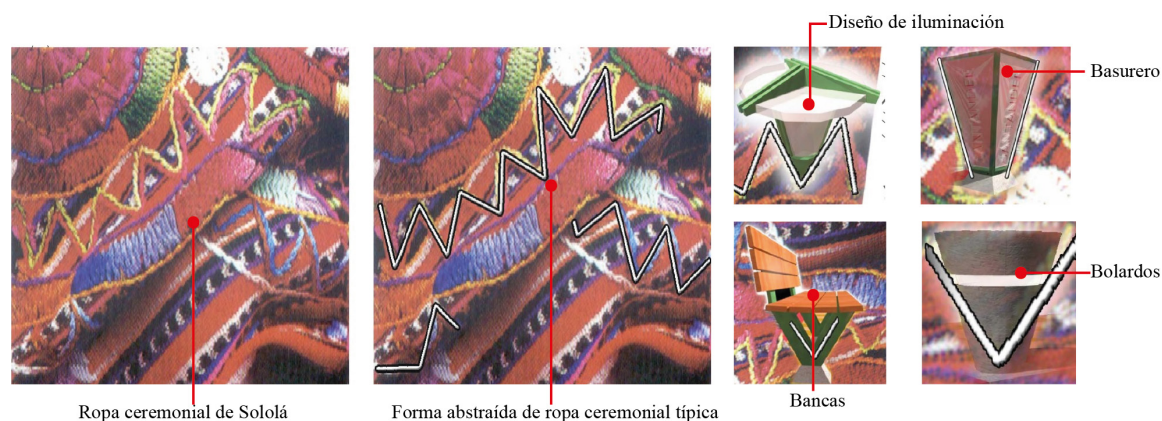 Diseño de iluminación
Basurero
Bolardos
Bancas
Ropa ceremonial de Sololá
Forma abstraída de ropa ceremonial típica